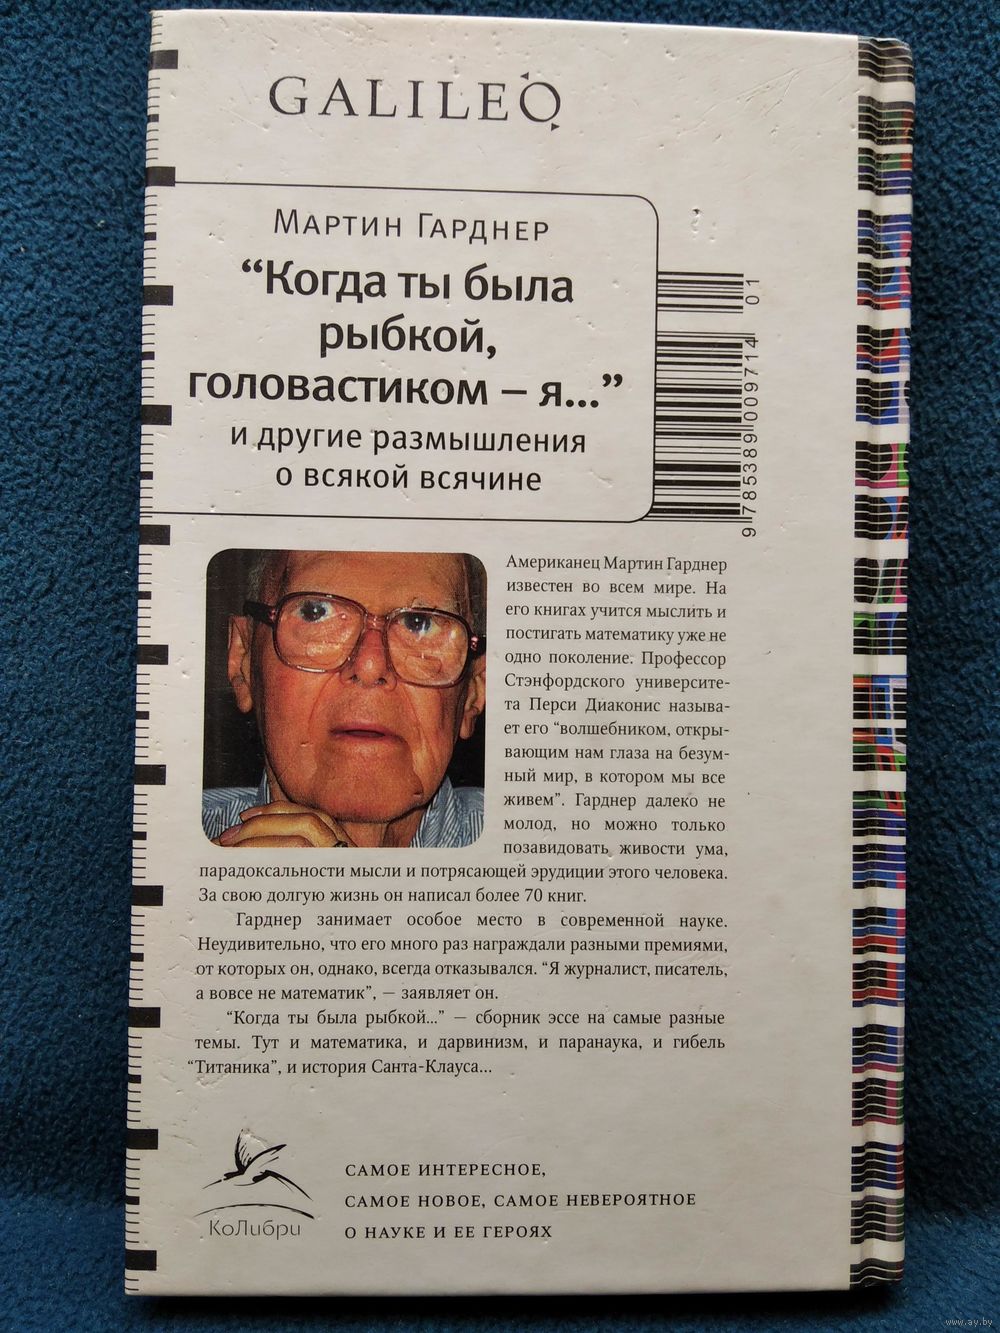 GALILEO
МАРТИН ГАРДНЕР
“Когда ты была
рыбкой,
головастиком – я...”
и другие размышления
о всякой всячине
01
9 785389 009714
Американец Мартин Гарднер
известен во всем мире. На
его книгах учится мыслить и
постигать математику уже не
одно поколение. Профессор
Стэнфордского университе-
та Перси Диаконис называ-
ет его “волшебником, откры-
вающим нам глаза на безум-
ный мир, в котором мы все
живем”. Гарднер далеко не
молод, но можно только
позавидовать живости ума,
парадоксальности мысли и потрясающей эрудиции этого человека.
За свою долгую жизнь он написал более 70 книг.
Гарднер занимает особое место в современной науке.
Неудивительно, что его много раз награждали разными премиями,
от которых он, однако, всегда отказывался. “Я журналист, писатель,
а вовсе не математик”, — заявляет он.
“Когда ты была рыбкой...” — сборник эссе на самые разные
темы. Тут и математика, и дарвинизм, и паранаука, и гибель
“Титаника”, и история Санта-Клауса...
КоЛибри
САМОЕ ИНТЕРЕСНОЕ,
САМОЕ НОВОЕ, САМОЕ НЕВЕРОЯТНОЕ
О НАУКЕ И ЕЕ ГЕРОЯХ
www.ay.by